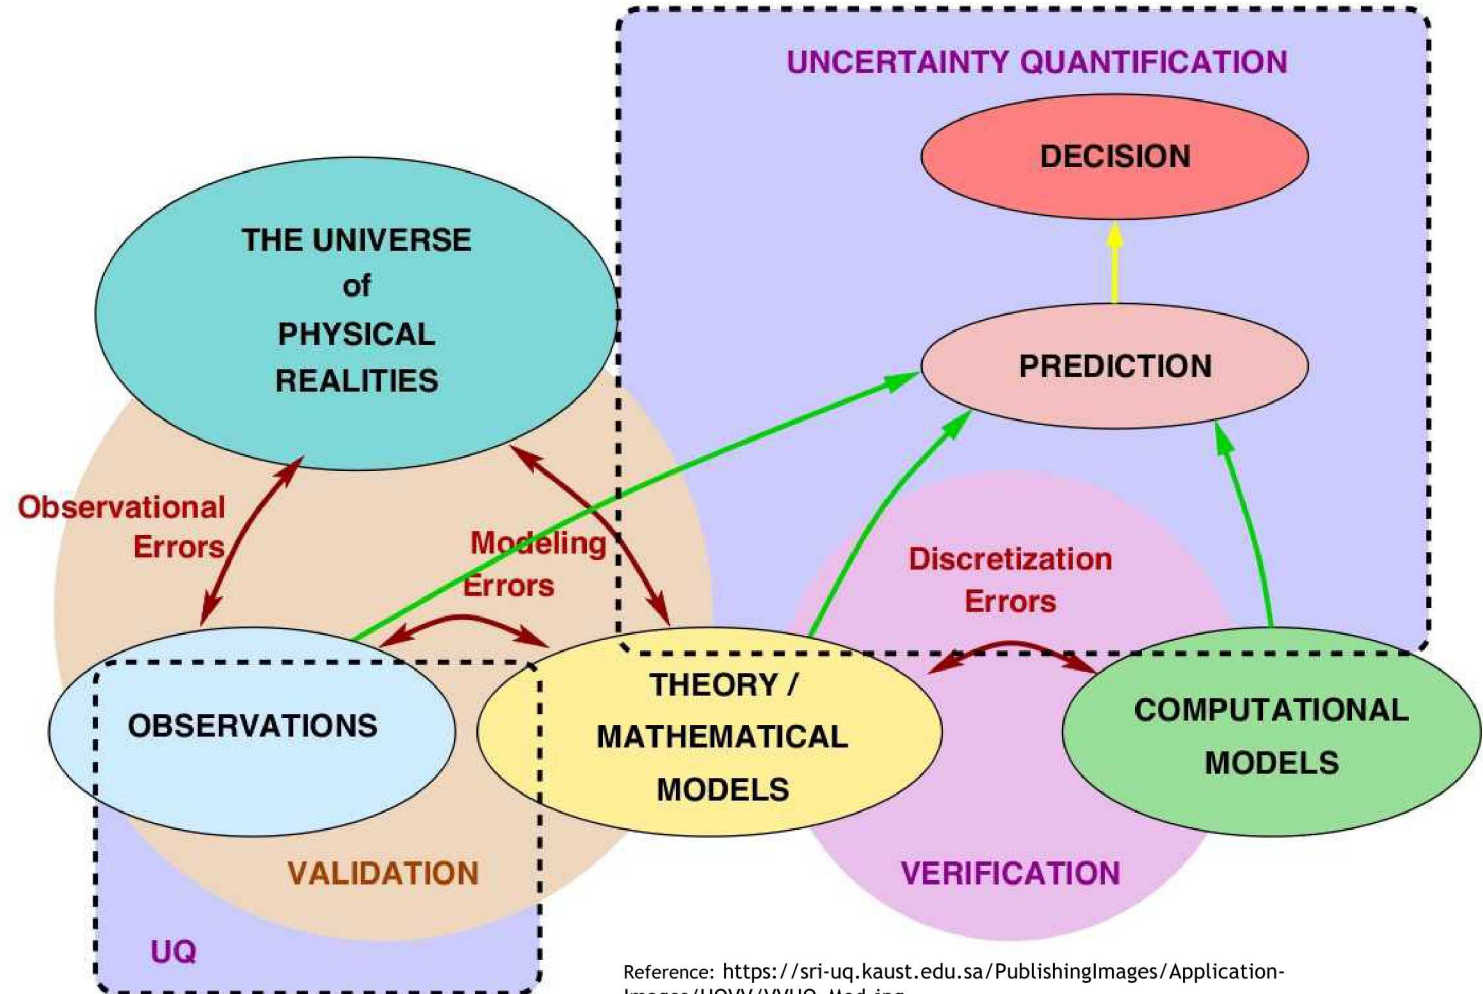 UNCERTAINTY QUANTIFICATION
DECISION
THE UNIVERSE
of
PHYSICAL
REALITIES
PREDICTION
Observational
Errors
Modeling
Errors
Discretization
Errors
OBSERVATIONS
THEORY /
MATHEMATICAL
MODELS
COMPUTATIONAL
MODELS
VALIDATION
VERIFICATION
UQ
Reference: https://sri-uq.kaust.edu.sa/PublishingImages/Application-